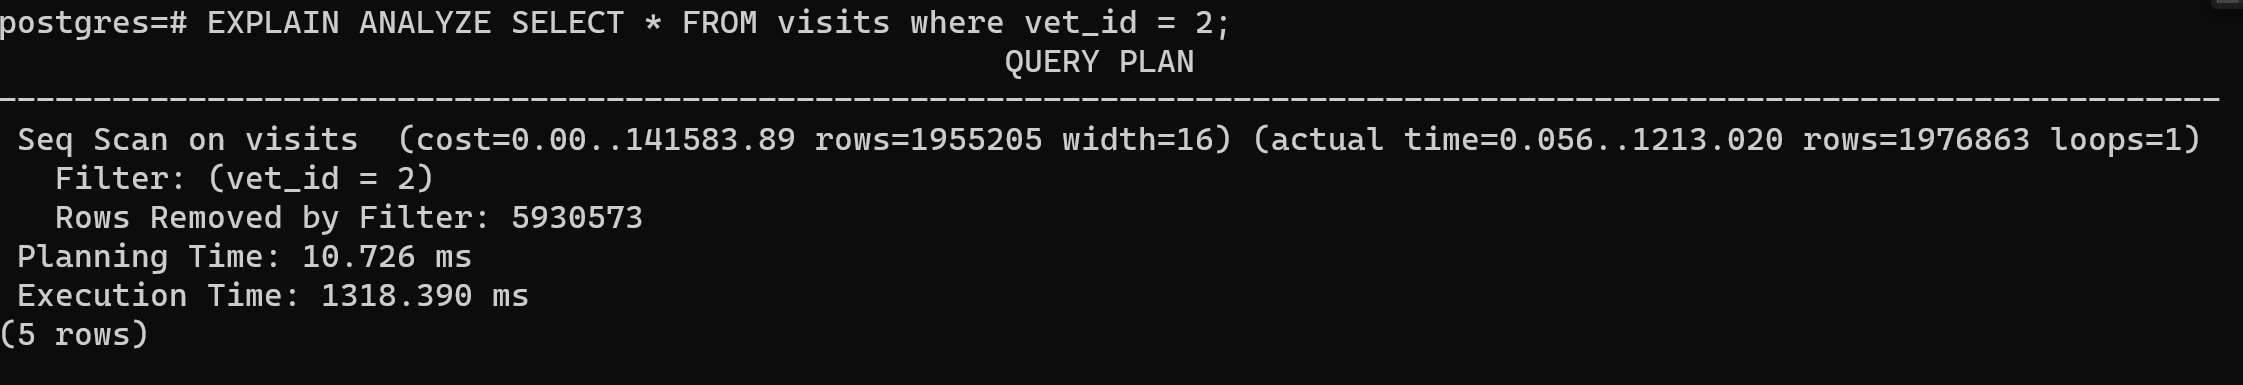 postgres=# EXPLAIN ANALYZE SELECT * FROM visits where vet_id = 2;
QUERY PLAN
---------------------------------------------------------------------------------------------------------------------
Seq Scan on visits  (cost=0.00..141583.89 rows=1955205 width=16) (actual time=0.056..1213.020 rows=1976863 loops=1)
Filter: (vet_id = 2)
Rows Removed by Filter: 5930573
Planning Time: 10.726 ms
Execution Time: 1318.390 ms
(5 rows)